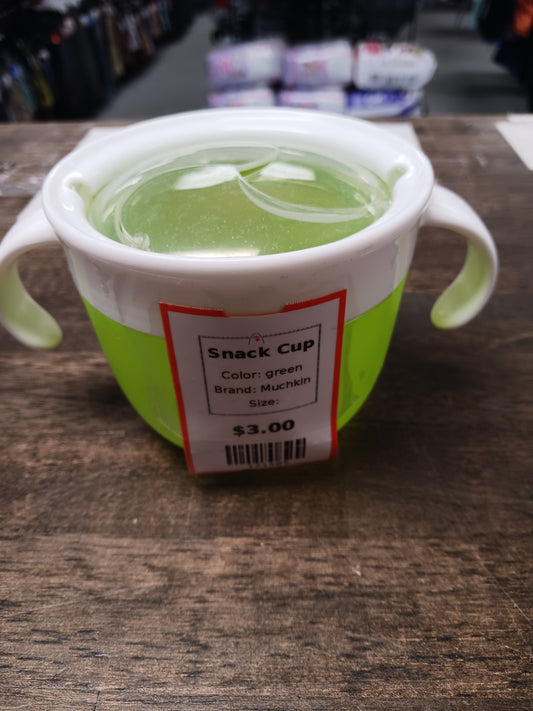 Snack Cup
Color: green
Brand: Muchkin
Size:
$3.00